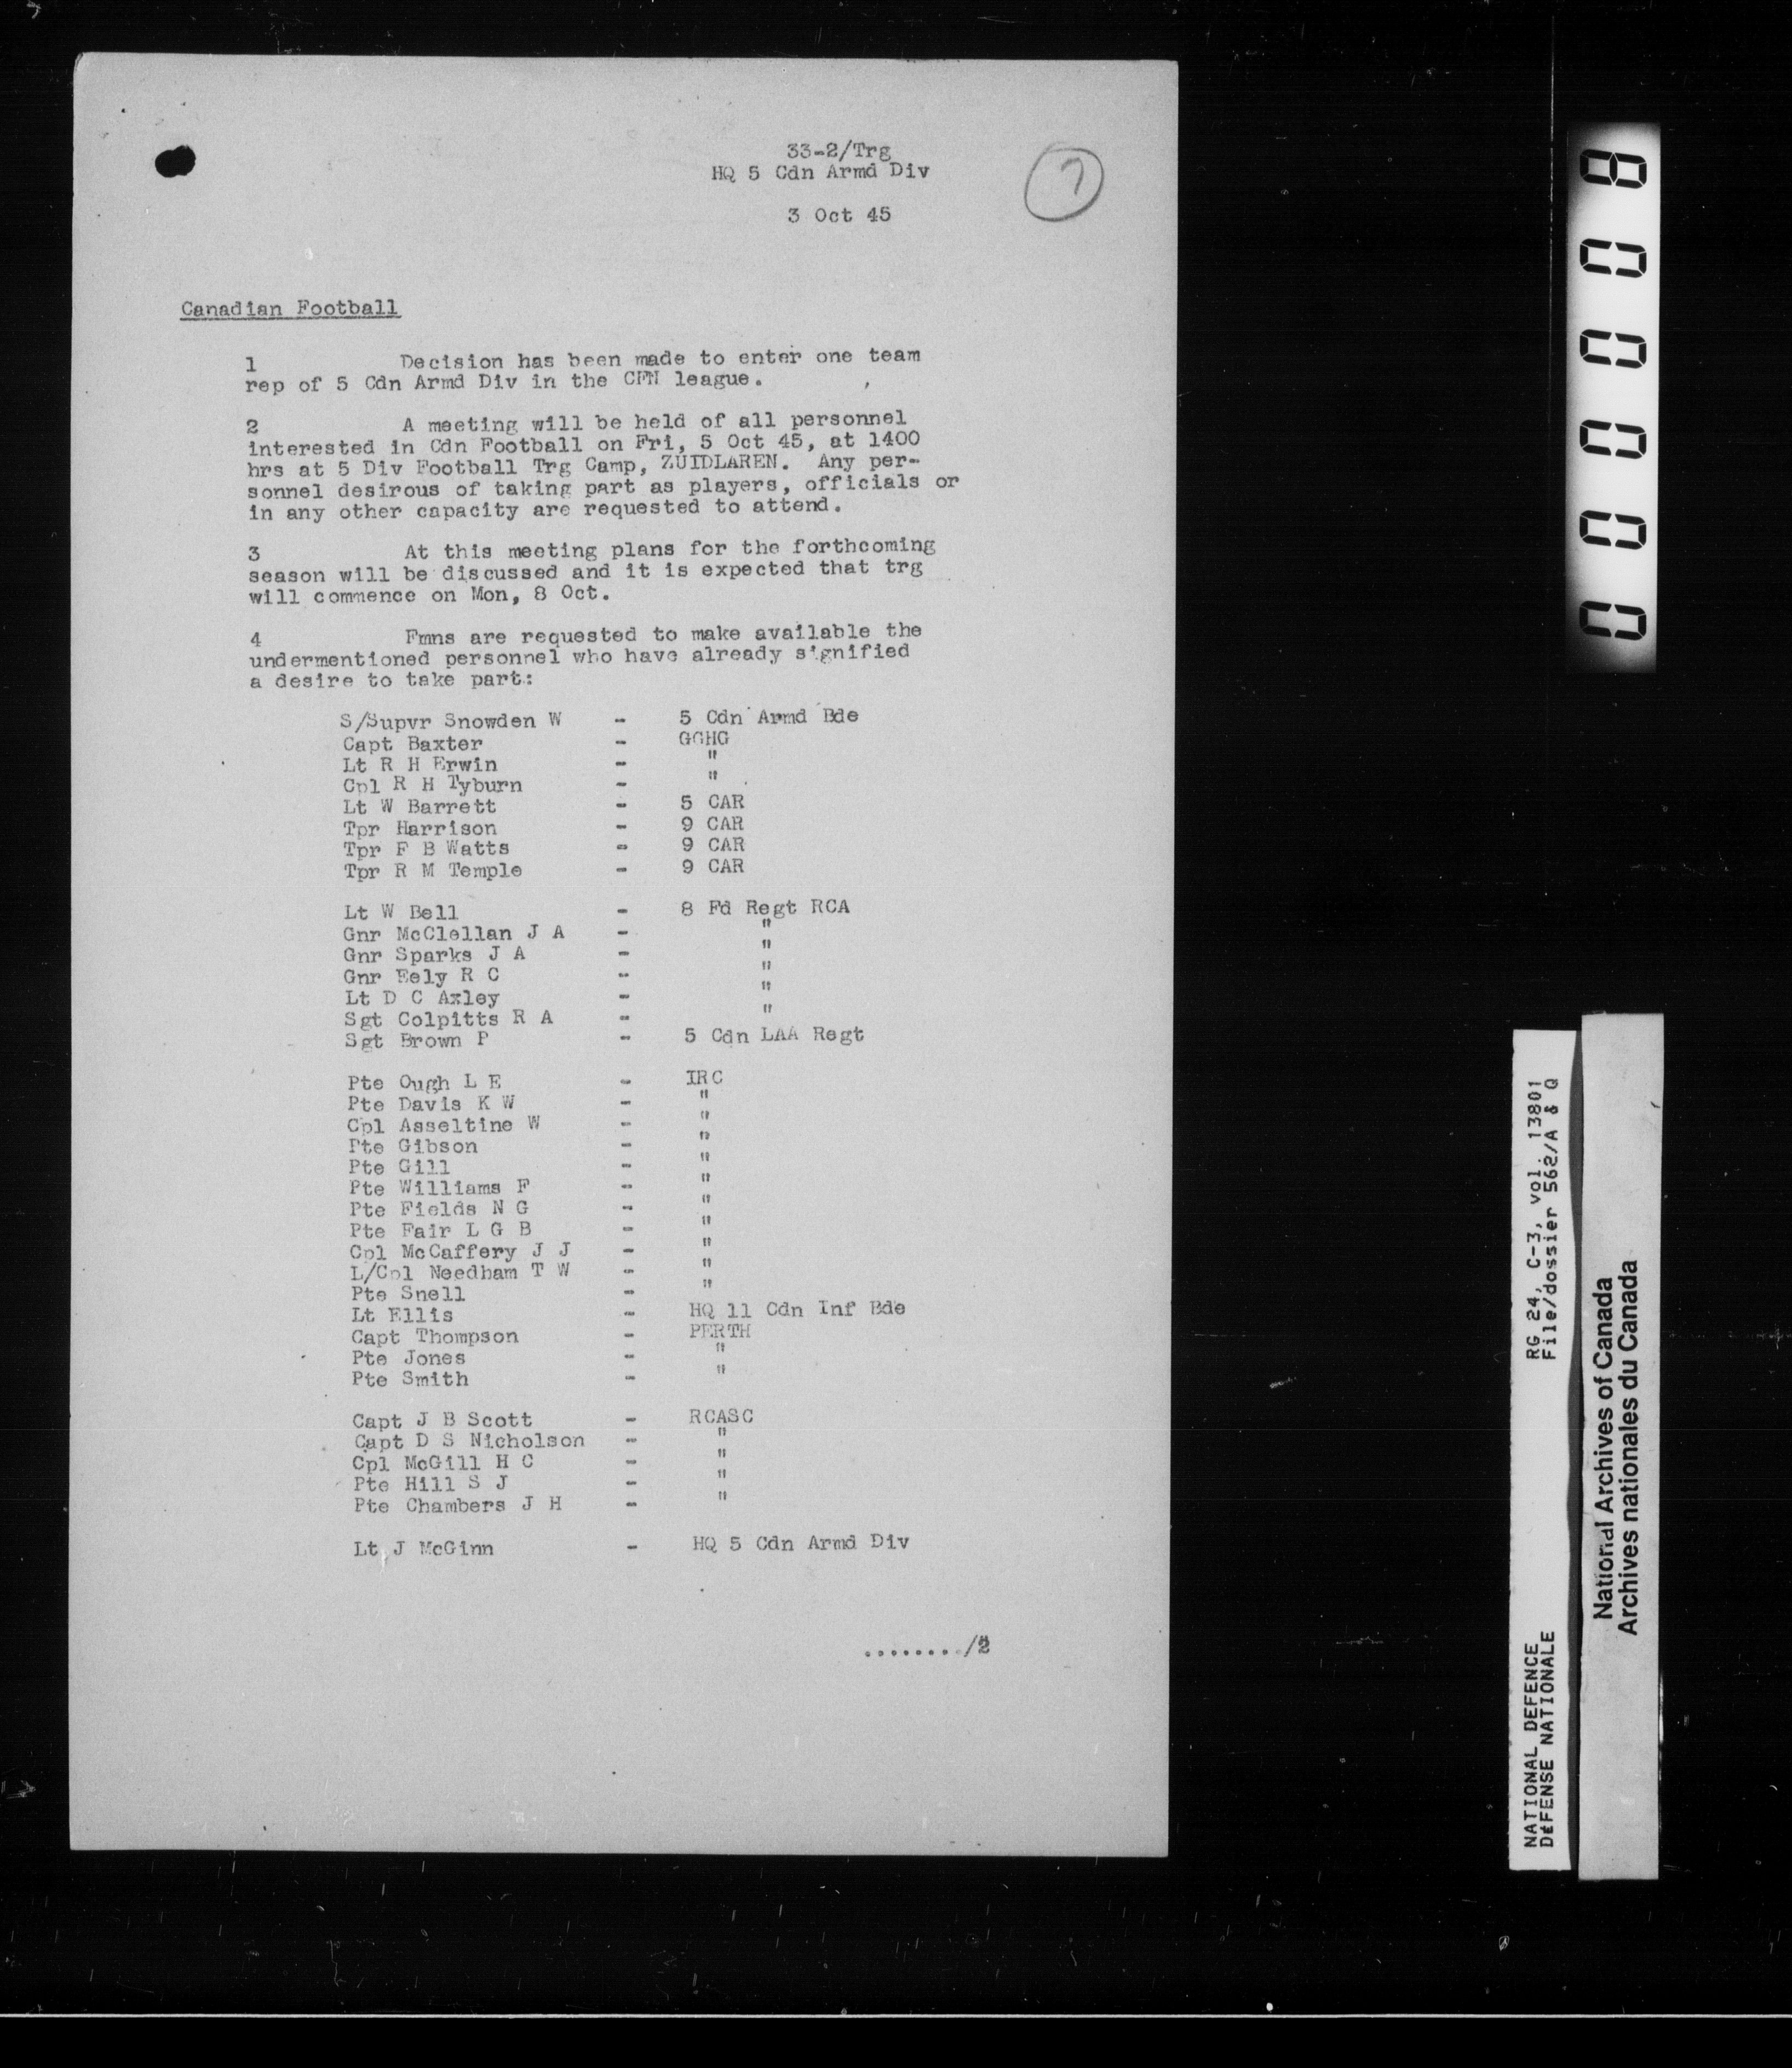 33-2/Trg
HQ 5 Cdn Armd Div
7
3 Oct 45
Canadian Football
1 Decision has been made to enter one team
rep of 5 Cdn Armd Div in the CFN league.
2 A meeting will be held of all personnel
interested in Cdn Football on Fri, 5 Oct 45, at 1400
hrs at 5 Div Football Trg Camp, ZUIDLAREN. Any per-
sonnel desirous of taking part as players, officials or
in any other capacity are requested to attend.
3 At this meeting plans for the forthcoming
season will be discussed and it is expected that trg
will commence on Mon, 8 Oct.
4 Fmns are requested to make available the
undermentioned personnel who have already signified
a desire to take part:
S/Supvr Snowden W - 5 Cdn Armd Bde
Capt Baxter - GGHG
Lt R H Erwin - "
Cpl R H Tyburn - "
Lt W Barrett - 5 CAR
Tpr Harrison - 9 CAR
Tpr F B Watts - 9 CAR
Tpr R M Temple - 9 CAR
Lt W Bell - 8 Fd Regt RCA
Gnr McClellan J A - "
Gnr Sparks J A - "
Gnr Eely R C - "
Lt D C Axley - "
Sgt Colpitts R A - "
Sgt Brown P - 5 Cdn LAA Regt
Pte Ough L E - IRC
Pte Davis K W - "
Cpl Asseltine W - "
Pte Gibson - "
Pte Gill - "
Pte Williams F - "
Pte Fields N G - "
Pte Fair L G B - "
Cpl McCaffery J J - "
L/Cpl Needham T W - "
Pte Snell - "
Lt Ellis - HQ 11 Cdn Inf Bde
Capt Thompson - PERTH
Pte Jones - "
Pte Smith - "
Capt J B Scott - RCASC
Capt D S Nicholson - "
Cpl McGill H C - "
Pte Hill S J - "
Pte Chambers J H - "
Lt J McGinn - HQ 5 Cdn Armd Div
......../2
000008
NATIONAL DEFENCE RG 24, C-3, vol. 13801
DéFENSE NATIONALE File/dossier 562/A & Q
National Archives of Canada
Archives nationales du Canada